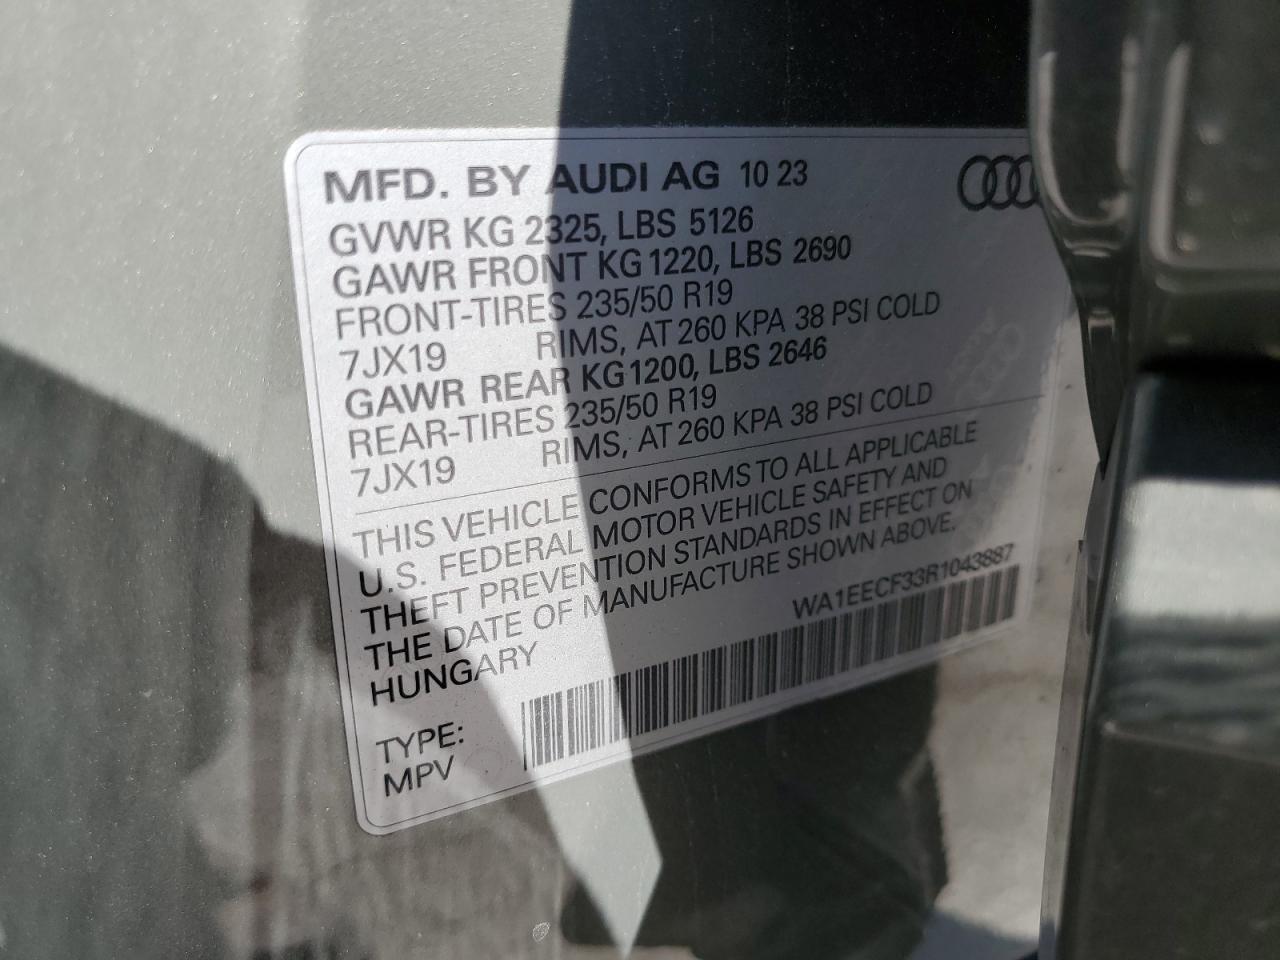 MFD. BY AUDI AG 10 23
GVWR KG 2325, LBS 5126
GAWR FRONT KG 1220, LBS 2690
FRONT-TIRES 235/50 R19
7JX19 RIMS, AT 260 KPA 38 PSI COLD
GAWR REAR KG 1200, LBS 2646
REAR-TIRES 235/50 R19
7JX19 RIMS, AT 260 KPA 38 PSI COLD
THIS VEHICLE CONFORMS TO ALL APPLICABLE
U.S. FEDERAL MOTOR VEHICLE SAFETY AND
THEFT PREVENTION STANDARDS IN EFFECT ON
THE DATE OF MANUFACTURE SHOWN ABOVE.
HUNGARY
WA1EECF33R1043887
TYPE:
MPV